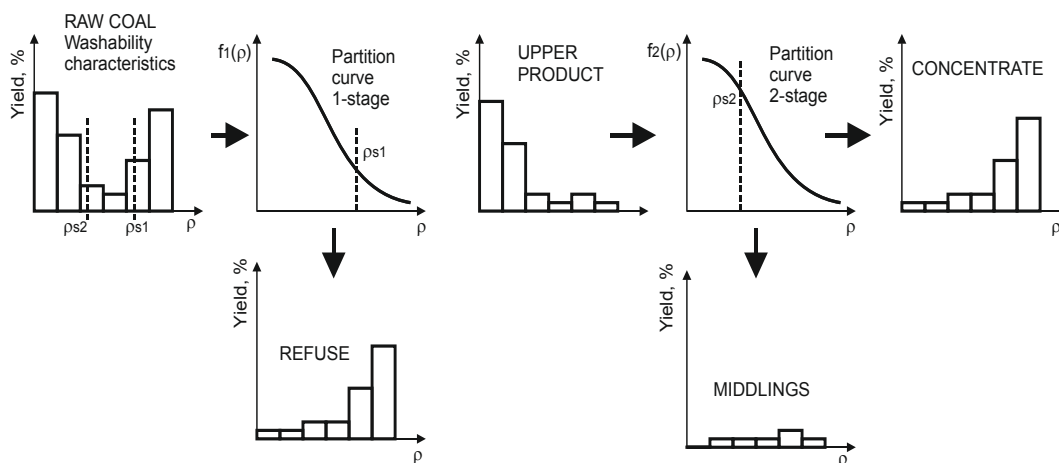 RAW COAL
Washability
characteristics
Yield, %
ρs2
ρs1
ρ
f1(ρ)
Partition
curve
1-stage
ρs1
ρ
UPPER
PRODUCT
Yield, %
ρ
f2(ρ)
Partition
curve
2-stage
ρs2
ρ
CONCENTRATE
Yield, %
ρ
Yield, %
REFUSE
ρ
Yield, %
MIDDLINGS
ρ